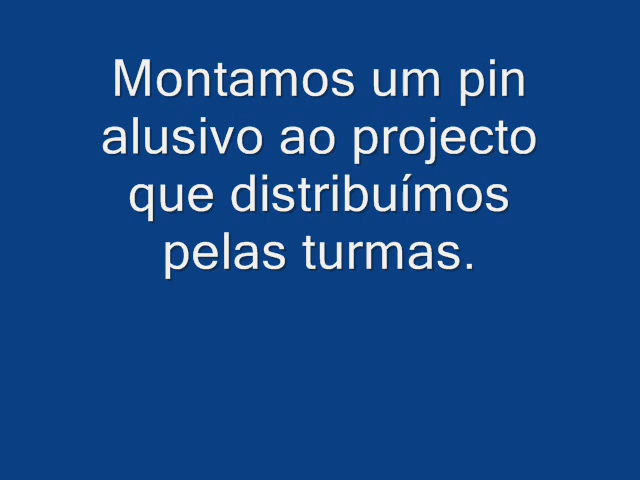 Montamos um pin
alusivo ao projecto
que distribuímos
pelas turmas.